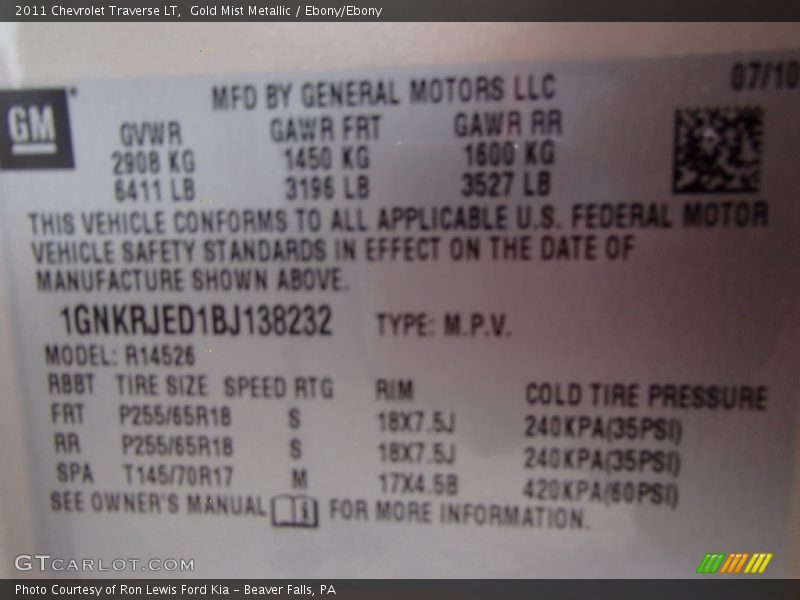 2011 Chevrolet Traverse LT,  Gold Mist Metallic / Ebony/Ebony
07/10
MFD BY GENERAL MOTORS LLC
GM
GVWR GAWR FRT GAWR RR
2908 KG 1450 KG 1600 KG
6411 LB 3196 LB 3527 LB
THIS VEHICLE CONFORMS TO ALL APPLICABLE U.S. FEDERAL MOTOR
VEHICLE SAFETY STANDARDS IN EFFECT ON THE DATE OF
MANUFACTURE SHOWN ABOVE.
1GNKRJED1BJ138232 TYPE: M.P.V.
MODEL: R14526
RBBT TIRE SIZE SPEED RTG RIM COLD TIRE PRESSURE
FRT P255/65R18 S 18X7.5J 240KPA(35PSI)
RR P255/65R18 S 18X7.5J 240KPA(35PSI)
SPA T145/70R17 M 17X4.5B 420KPA(60PSI)
SEE OWNER'S MANUAL FOR MORE INFORMATION.
GTCARLOT.COM
Photo Courtesy of Ron Lewis Ford Kia – Beaver Falls, PA